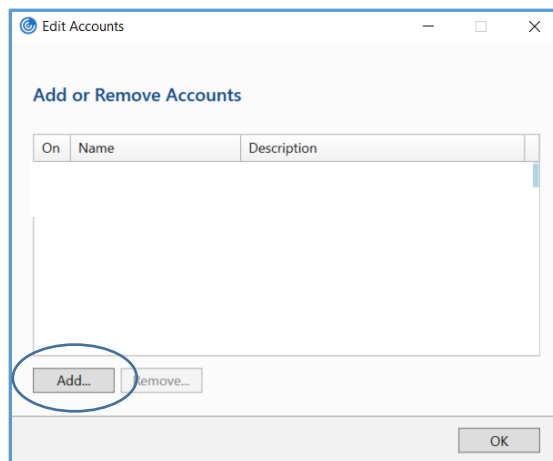 Edit Accounts
Add or Remove Accounts
On Name Description
Add... Remove...
OK